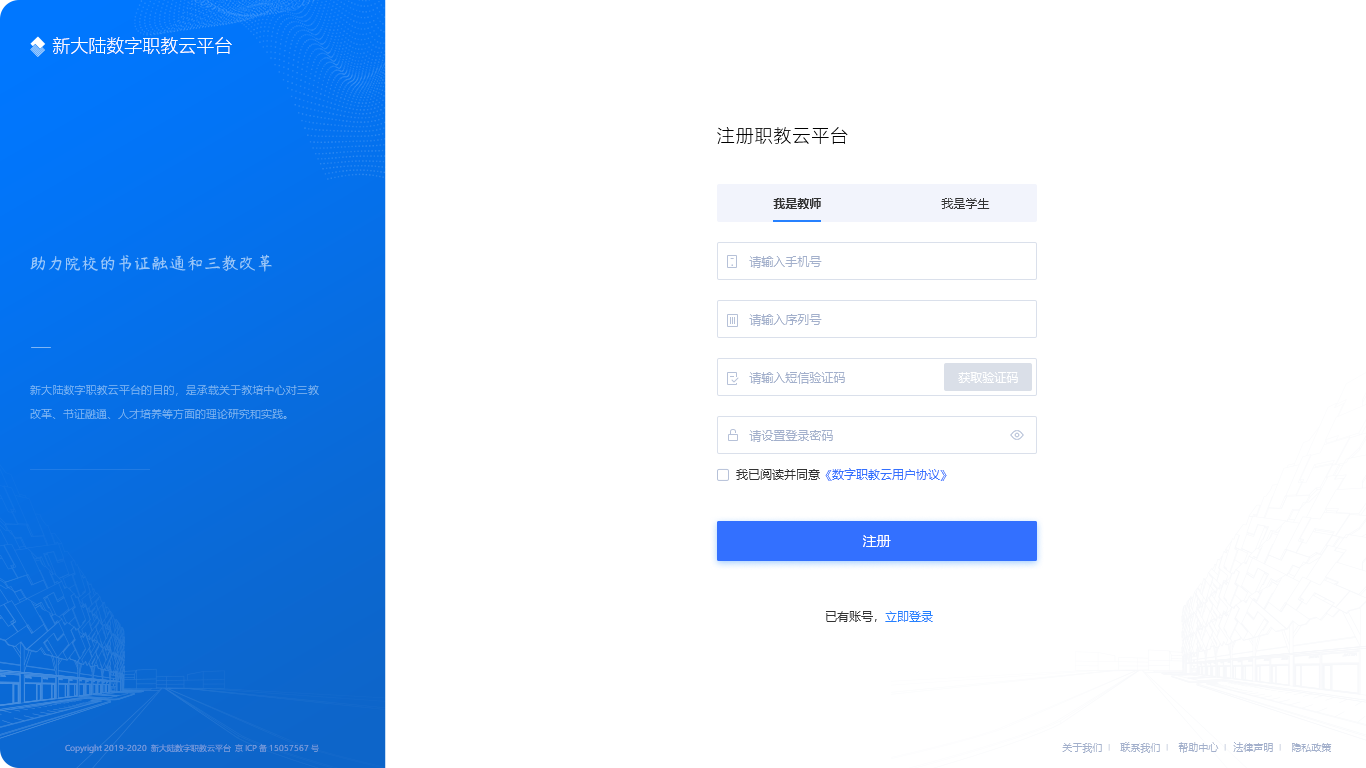 新大陆数字职教云平台
助力院校的书证融通和三教改革
新大陆数字职教云平台的目的，是承载关于教培中心对三教
改革、书证融通、人才培养等方面的理论研究和实践。
Copyright 2019-2020 新大陆数字职教云平台 京 ICP 备 15057567 号
注册职教云平台
我是教师 我是学生
请输入手机号
请输入序列号
请输入短信验证码 获取验证码
请设置登录密码
我已阅读并同意《数字职教云用户协议》
注册
已有账号，立即登录
关于我们 | 联系我们 | 帮助中心 | 法律声明 | 隐私政策